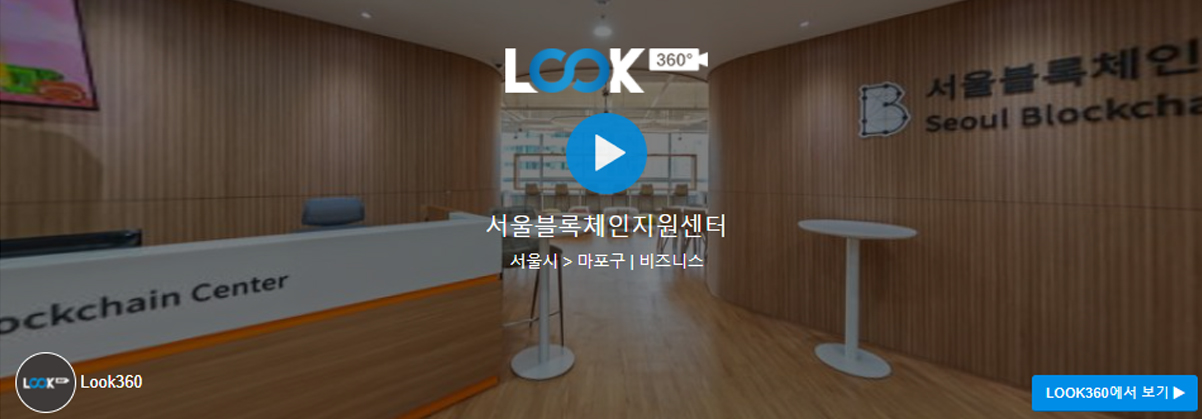 LOOK 360°
서울블록체인
Seoul Blockcha
서울블록체인지원센터
서울시 > 마포구 | 비즈니스
ockchain Center
LOOK
Look360
LOOK360에서 보기 ▶